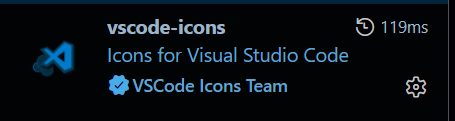 vscode-icons 119ms
Icons for Visual Studio Code
VSCode Icons Team